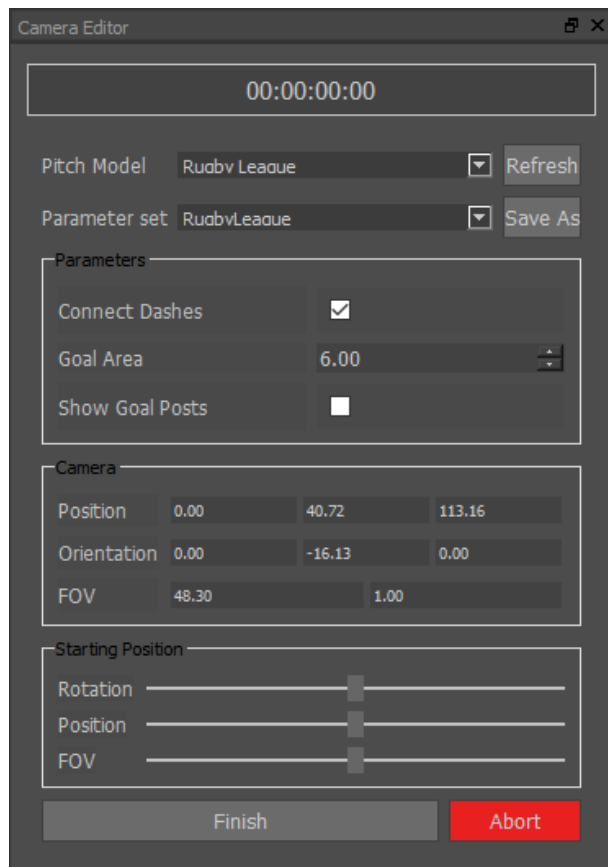 Camera Editor
00:00:00:00
Pitch Model Rugby League Refresh
Parameter set RugbyLeague Save As
Parameters
Connect Dashes
Goal Area 6.00
Show Goal Posts
Camera
Position 0.00 40.72 113.16
Orientation 0.00 -16.13 0.00
FOV 48.30 1.00
Starting Position
Rotation
Position
FOV
Finish Abort